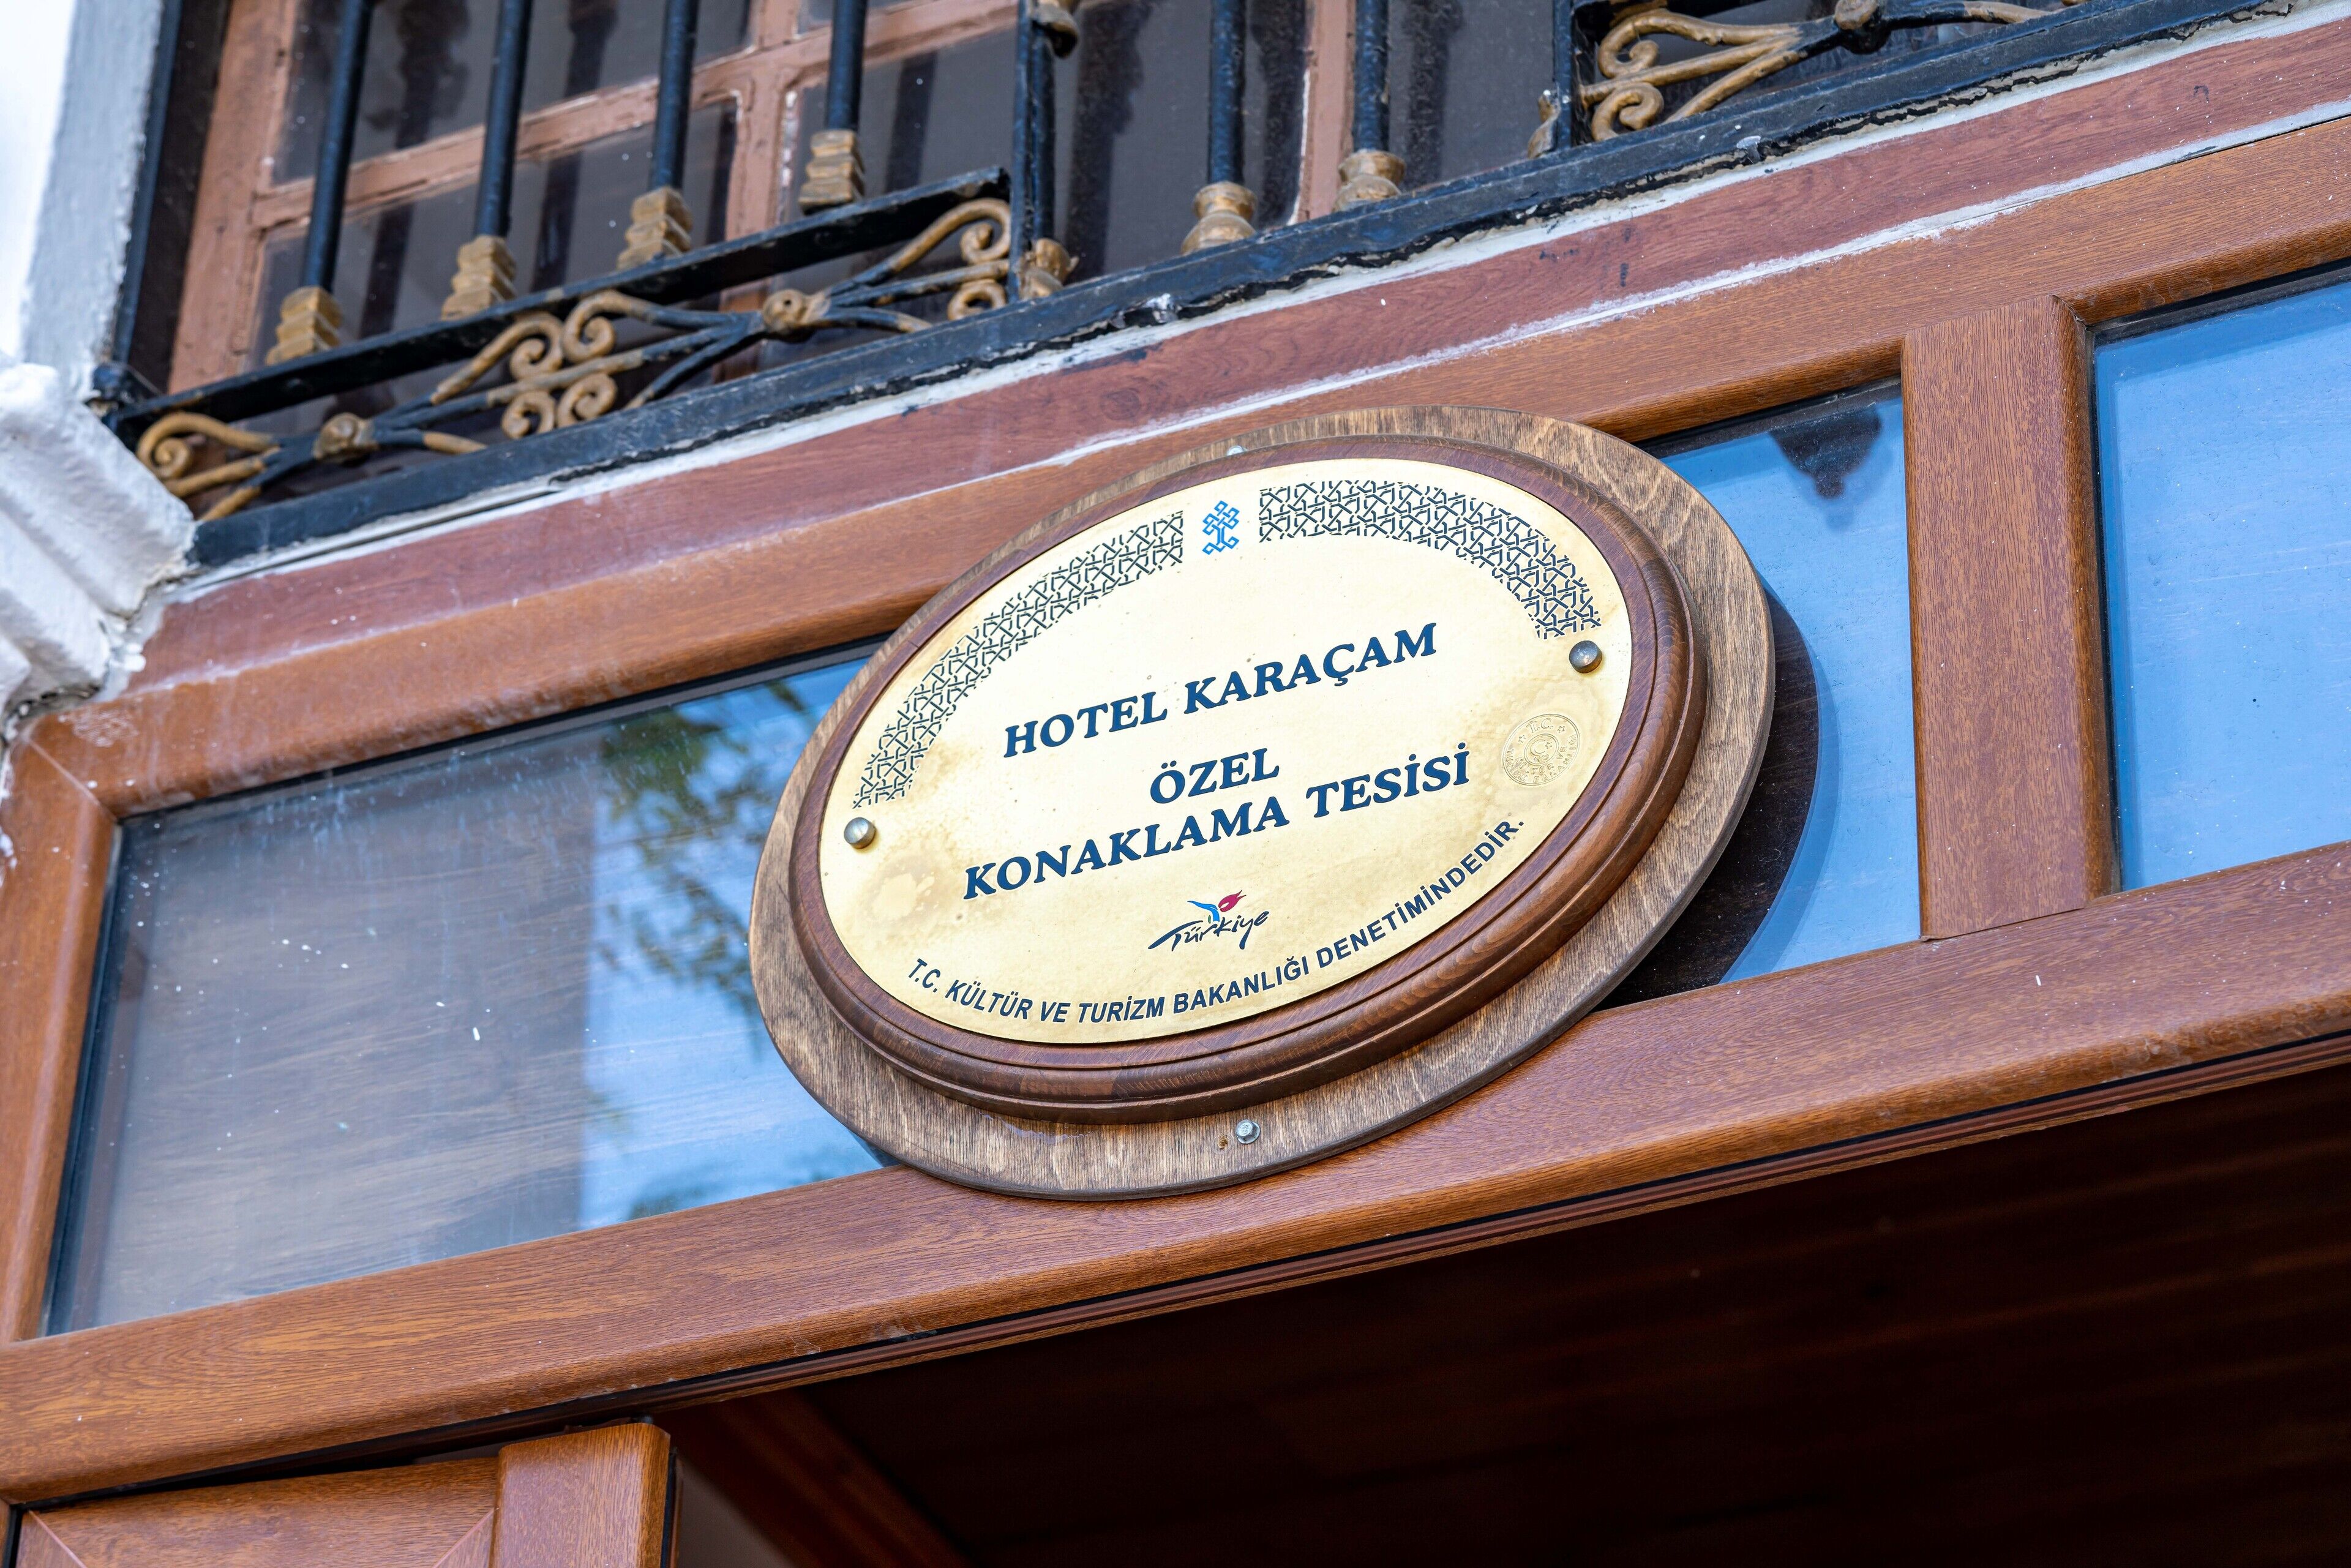 HOTEL KARAÇAM
ÖZEL
KONAKLAMA TESİSİ
Türkiye
T.C. KÜLTÜR VE TURİZM BAKANLIĞI DENETİMİNDEDİR.
T.C.